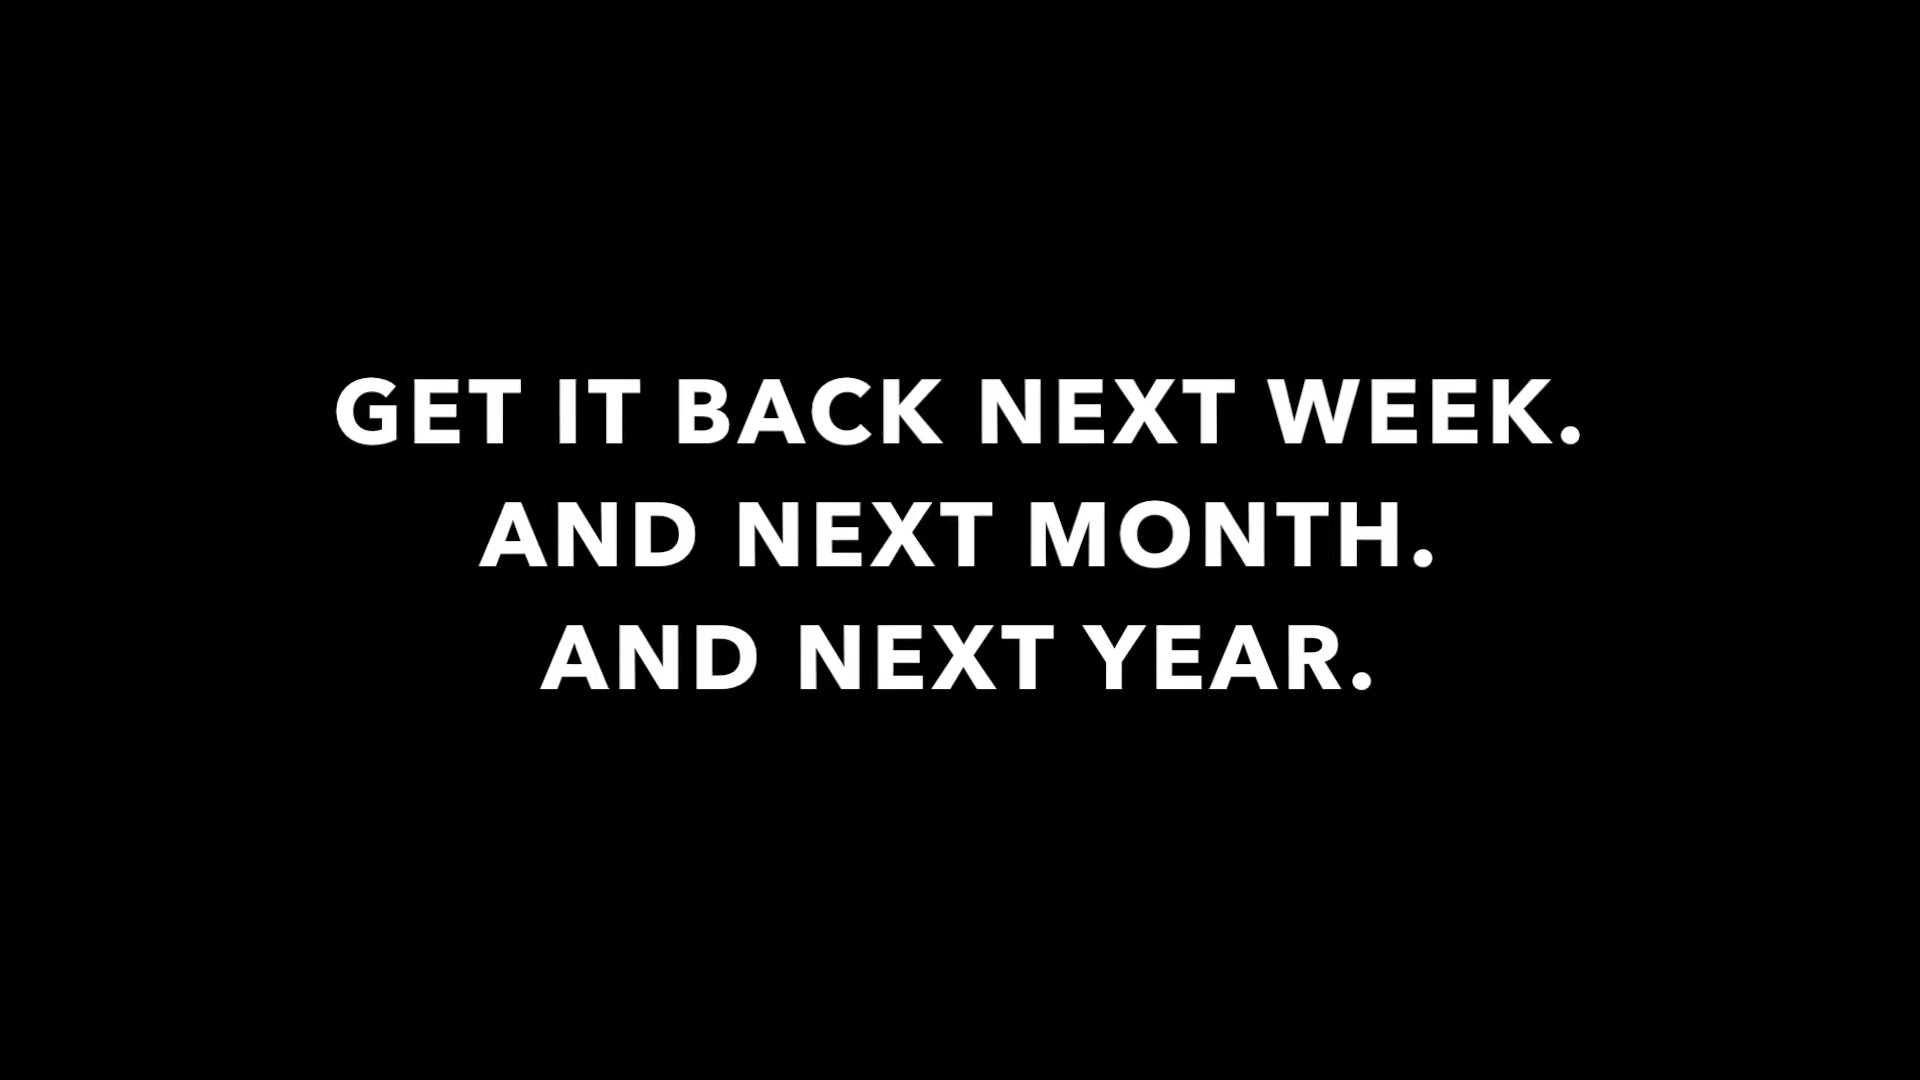 GET IT BACK NEXT WEEK.
AND NEXT MONTH.
AND NEXT YEAR.